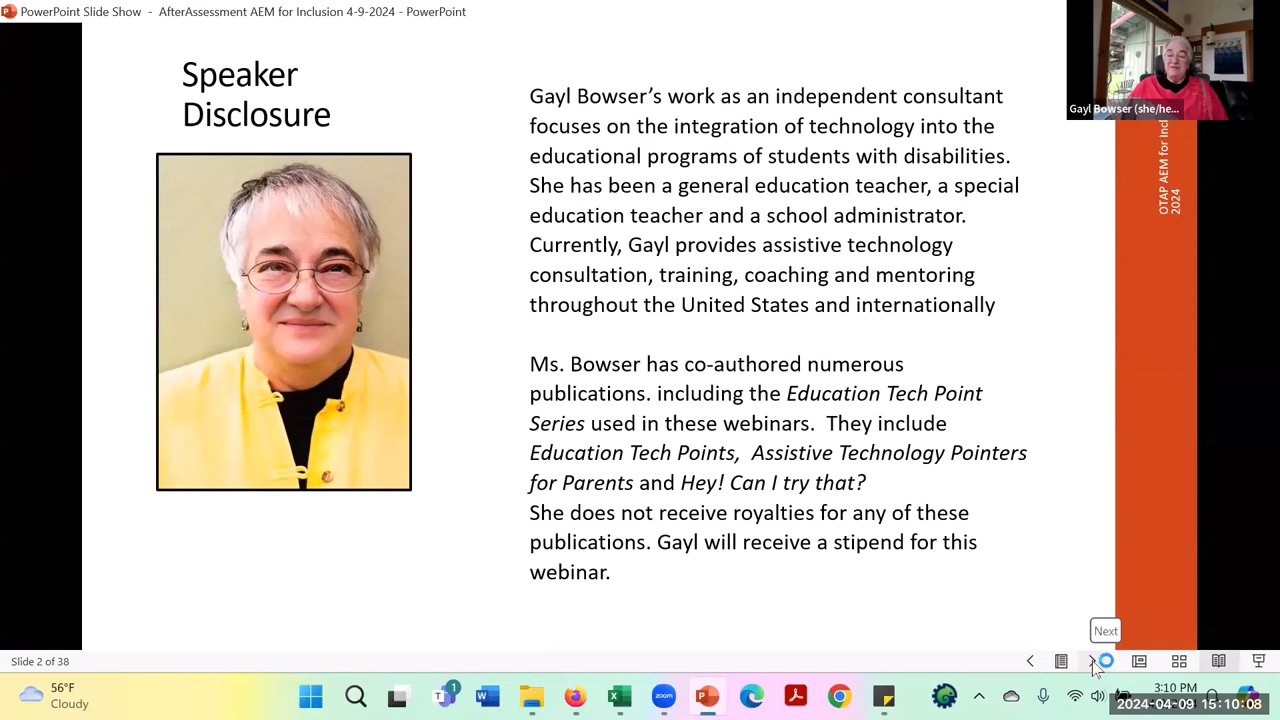 PowerPoint Slide Show - AfterAssessment AEM for Inclusion 4-9-2024 - PowerPoint
Speaker
Disclosure
Gayl Bowser (she/he...
Gayl Bowser's work as an independent consultant
focuses on the integration of technology into the
educational programs of students with disabilities.
She has been a general education teacher, a special
education teacher and a school administrator.
Currently, Gayl provides assistive technology
consultation, training, coaching and mentoring
throughout the United States and internationally
Ms. Bowser has co-authored numerous
publications. including the Education Tech Point
Series used in these webinars. They include
Education Tech Points, Assistive Technology Pointers
for Parents and Hey! Can I try that?
She does not receive royalties for any of these
publications. Gayl will receive a stipend for this
webinar.
OTAP AEM for Incl
2024
Next
Slide 2 of 38
56°F
Cloudy
1
zoom
3:10 PM
2024-04-09 15:10:08